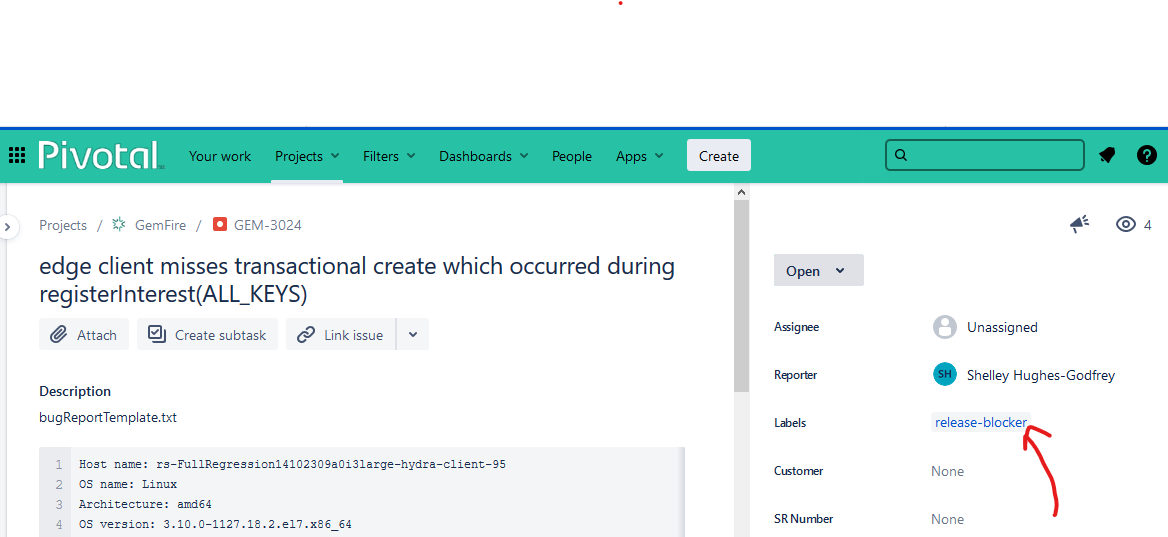 Pivotal
Your work Projects Filters Dashboards People Apps Create
Projects / GemFire / GEM-3024
4
edge client misses transactional create which occurred during
registerInterest(ALL_KEYS)
Attach Create subtask Link issue
Description
bugReportTemplate.txt
1 Host name: rs-FullRegression14102309a0i3large-hydra-client-95
2 OS name: Linux
3 Architecture: amd64
4 OS version: 3.10.0-1127.18.2.el7.x86_64
Open
Assignee Unassigned
Reporter SH Shelley Hughes-Godfrey
Labels release-blocker
Customer None
SR Number None